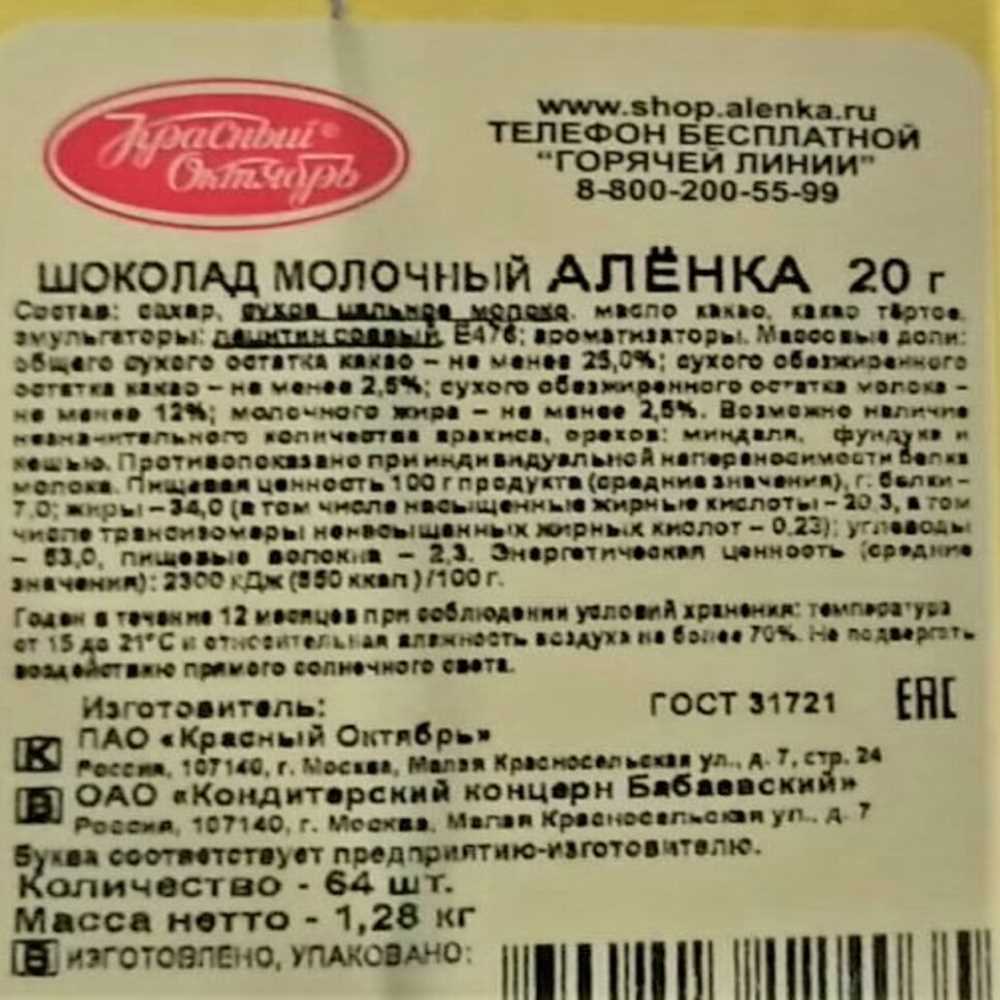 Красный®
Октябрь
www.shop.alenka.ru
ТЕЛЕФОН БЕСПЛАТНОЙ
"ГОРЯЧЕЙ ЛИНИИ"
8-800-200-55-99
ШОКОЛАД МОЛОЧНЫЙ АЛЁНКА 20 г
Состав: сахар, сухое цельное молоко, масло какао, какао тёртое,
эмульгаторы: лецитин соевый, Е476; ароматизаторы. Массовые доли:
общего сухого остатка какао – не менее 25,0%; сухого обезжиренного
остатка какао – не менее 2,5%; сухого обезжиренного остатка молока –
не менее 12%; молочного жира – не менее 2,5%. Возможно наличие
незначительного количества арахиса, орехов: миндаля, фундука и
кешью. Противопоказано при индивидуальной непереносимости белка
молока. Пищевая ценность 100 г продукта (средние значения), г: белки –
7,0; жиры – 34,0 (в том числе насыщенные жирные кислоты – 20,3, в том
числе трансизомеры ненасыщенных жирных кислот – 0,23); углеводы
– 53,0, пищевые волокна – 2,3. Энергетическая ценность (средние
значения): 2300 кДж (550 ккал)/100 г.
Годен в течение 12 месяцев при соблюдении условий хранения: температура
от 15 до 21°С и относительная влажность воздуха не более 70%. Не подвергать
воздействию прямого солнечного света.
Изготовитель:
ГОСТ 31721 ЕАС
К ПАО «Красный Октябрь»
Россия, 107140, г. Москва, Малая Красносельская ул., д. 7, стр. 24
В ОАО «Кондитерский концерн Бабаевский»
Россия, 107140, г. Москва, Малая Красносельская ул., д. 7
Буква соответствует предприятию-изготовителю.
Количество - 64 шт.
Масса нетто - 1,28 кг
В ИЗГОТОВЛЕНО, УПАКОВАНО: